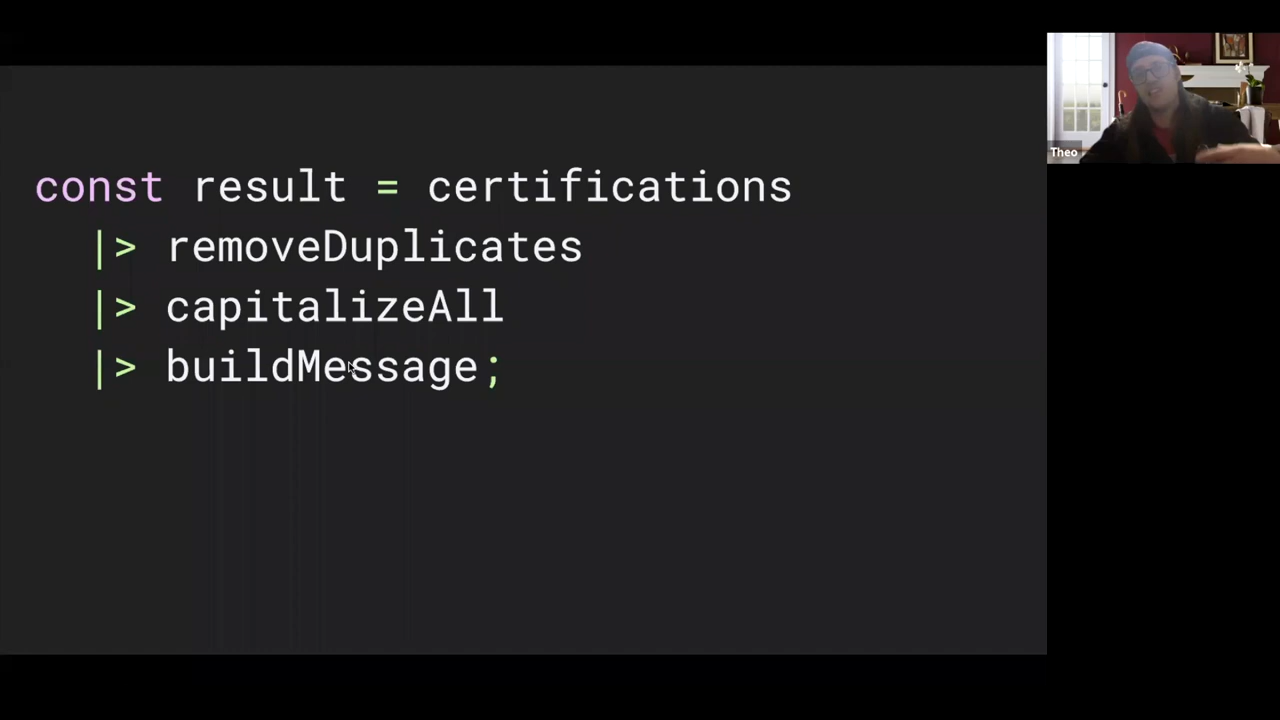 const result = certifications
|> removeDuplicates
|> capitalizeAll
|> buildMessage;
Theo